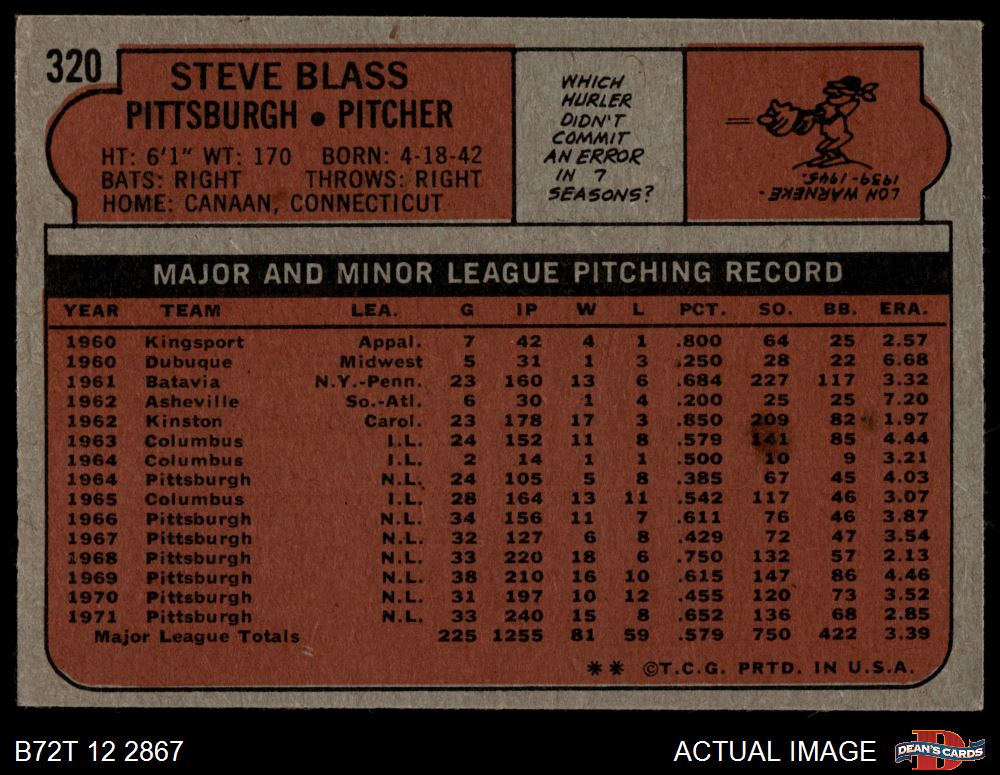 320
STEVE BLASS
PITTSBURGH • PITCHER
HT: 6'1" WT: 170 BORN: 4-18-42
BATS: RIGHT THROWS: RIGHT
HOME: CANAAN, CONNECTICUT
WHICH
HURLER
DIDN'T
COMMIT
AN ERROR
IN 7
SEASONS?
LON WARNEKE-
1939-1945.
MAJOR AND MINOR LEAGUE PITCHING RECORD
YEAR TEAM LEA. G IP W L PCT. SO. BB. ERA.
1960 Kingsport Appal. 7 42 4 1 .800 64 25 2.57
1960 Dubuque Midwest 5 31 1 3 .250 28 22 6.68
1961 Batavia N.Y.-Penn. 23 160 13 6 .684 227 117 3.32
1962 Asheville So.-Atl. 6 30 1 4 .200 25 25 7.20
1962 Kinston Carol. 23 178 17 3 .850 209 82 1.97
1963 Columbus I.L. 24 152 11 8 .579 141 85 4.44
1964 Columbus I.L. 2 14 1 1 .500 10 9 3.21
1964 Pittsburgh N.L. 24 105 5 8 .385 67 45 4.03
1965 Columbus I.L. 28 164 13 11 .542 117 46 3.07
1966 Pittsburgh N.L. 34 156 11 7 .611 76 46 3.87
1967 Pittsburgh N.L. 32 127 6 8 .429 72 47 3.54
1968 Pittsburgh N.L. 33 220 18 6 .750 132 57 2.13
1969 Pittsburgh N.L. 38 210 16 10 .615 147 86 4.46
1970 Pittsburgh N.L. 31 197 10 12 .455 120 73 3.52
1971 Pittsburgh N.L. 33 240 15 8 .652 136 68 2.85
Major League Totals 225 1255 81 59 .579 750 422 3.39
** ©T.C.G. PRTD. IN U.S.A.
B72T 12 2867
ACTUAL IMAGE
D
DEAN'S CARDS